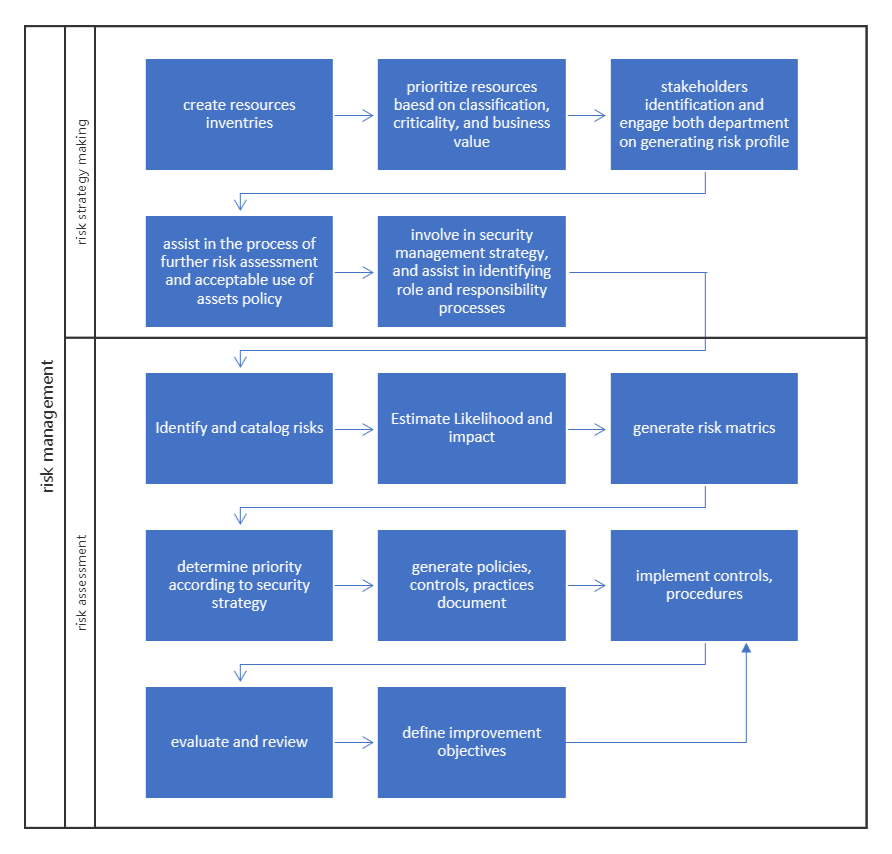 risk management
risk strategy making
create resources
inventries
prioritize resources
baesd on classification,
criticality, and business
value
stakeholders
identification and
engage both department
on generating risk profile
assist in the process of
further risk assessment
and acceptable use of
assets policy
involve in security
management strategy,
and assist in identifying
role and responsibility
processes
risk assessment
Identify and catalog risks
Estimate Likelihood and
impact
generate risk matrics
determine priority
according to security
strategy
generate policies,
controls, practices
document
implement controls,
procedures
evaluate and review
define improvement
objectives